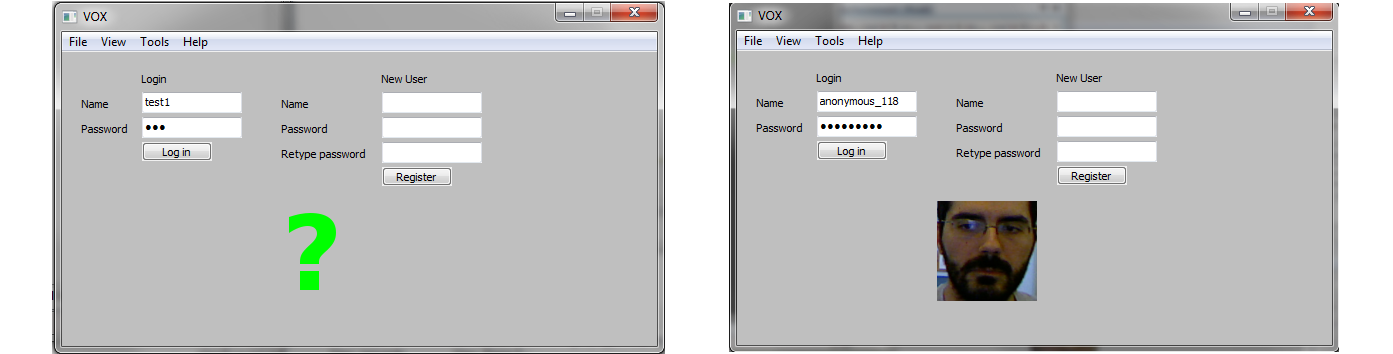 VOX
File View Tools Help
Login New User
Name test1 Name
Password ●●● Password
Log in Retype password
Register
?
VOX
File View Tools Help
Login New User
Name anonymous_118 Name
Password ●●●●●●●●● Password
Log in Retype password
Register